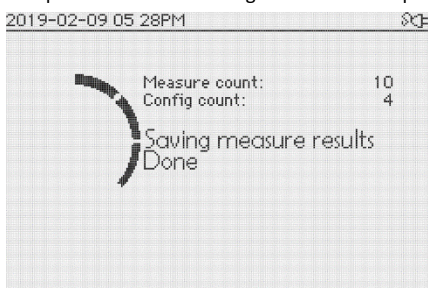 2019-02-09 05 28PM
Measure count: 10
Config count: 4
Saving measure results
Done